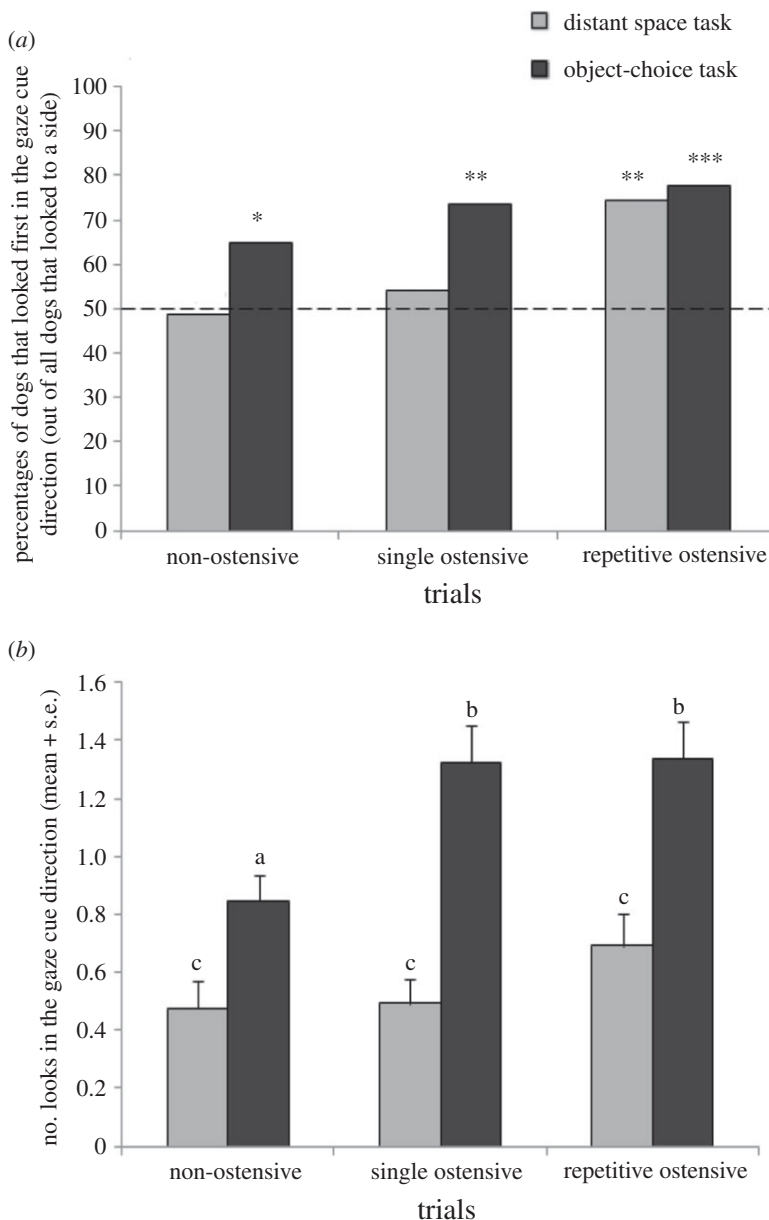 (a)
distant space task
object-choice task
percentages of dogs that looked first in the gaze cue
direction (out of all dogs that looked to a side)
100
90
80
70
60
50
40
30
20
10
0
*
**
**
***
non-ostensive
single ostensive
repetitive ostensive
trials
(b)
no. looks in the gaze cue direction (mean + s.e.)
1.6
1.4
1.2
1.0
0.8
0.6
0.4
0.2
0
c
a
c
b
c
b
non-ostensive
single ostensive
repetitive ostensive
trials